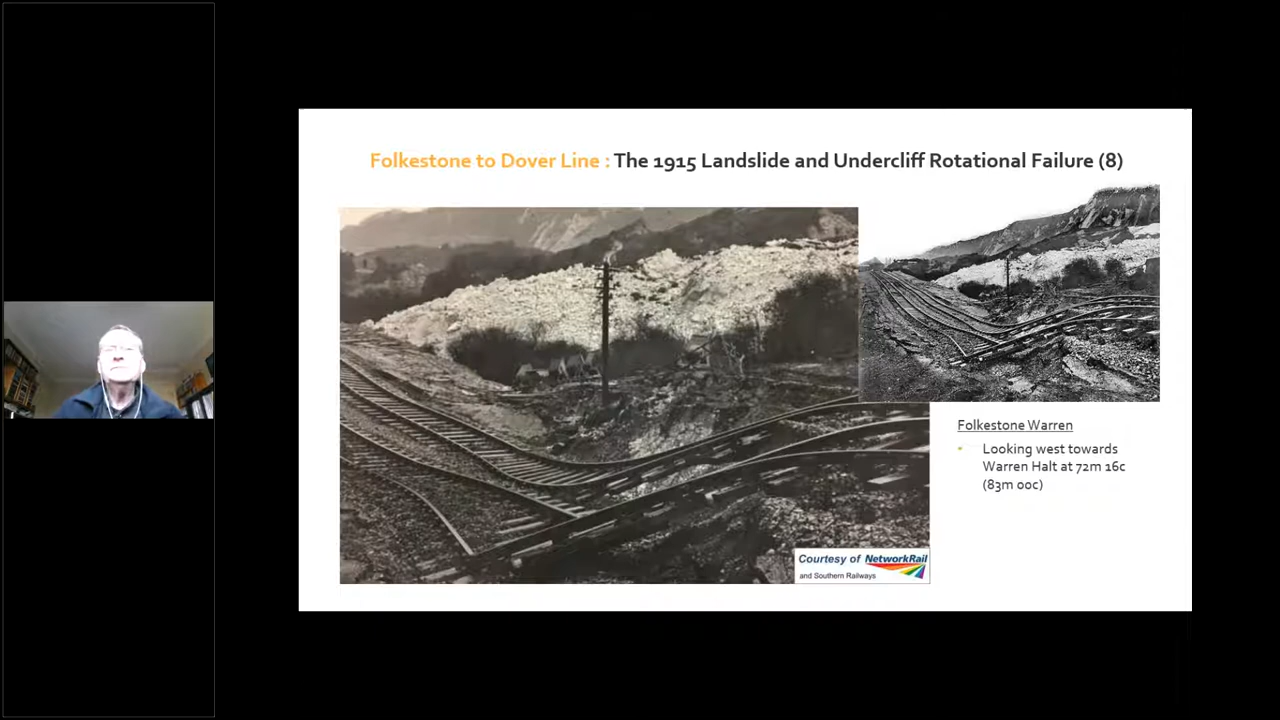 Folkestone to Dover Line : The 1915 Landslide and Undercliff Rotational Failure (8)
Folkestone Warren
• Looking west towards
Warren Halt at 72m 16c
(83m 00c)
Courtesy of NetworkRail
and Southern Railways